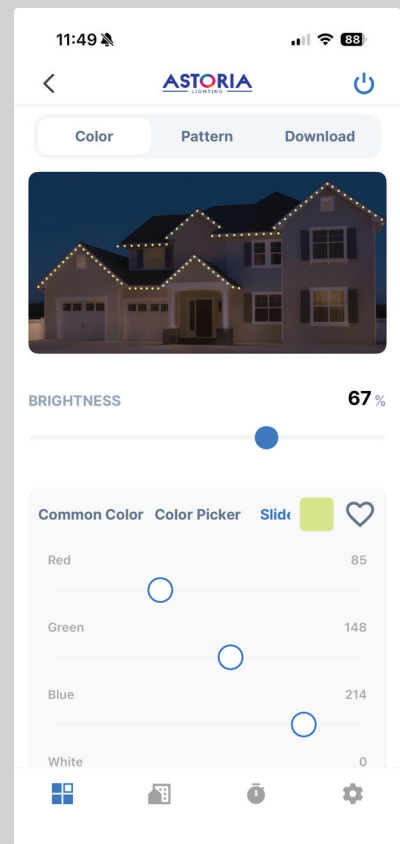 11:49
88
ASTORIA
LIGHTING
Color Pattern Download
BRIGHTNESS 67 %
Common Color Color Picker Slide
Red 85
Green 148
Blue 214
White 0